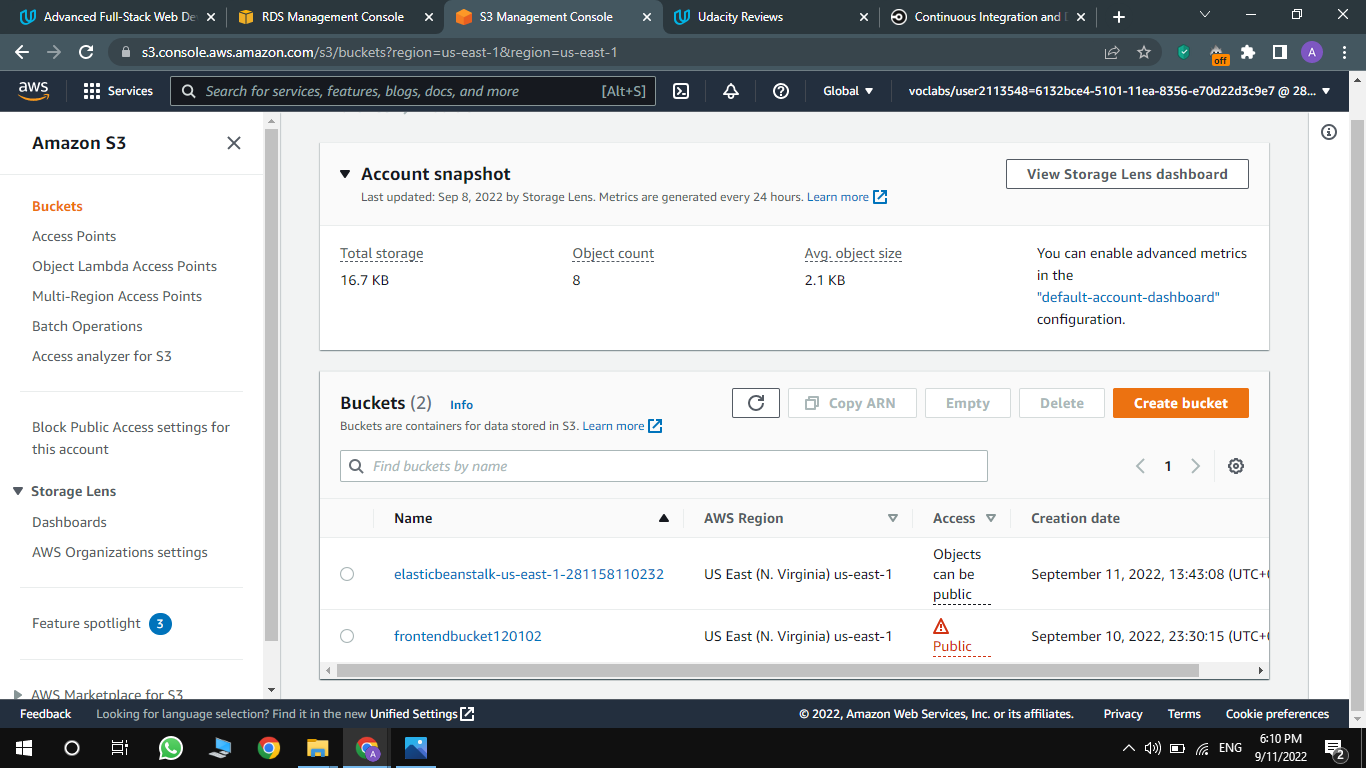 Advanced Full-Stack Web De
RDS Management Console
S3 Management Console
Udacity Reviews
Continuous Integration and
s3.console.aws.amazon.com/s3/buckets?region=us-east-1&region=us-east-1
off
A
aws
Services
Search for services, features, blogs, docs, and more
[Alt+S]
Global
voclabs/user2113548=6132bce4-5101-11ea-8356-e70d22d3c9e7 @ 28...
Amazon S3
Buckets
Access Points
Object Lambda Access Points
Multi-Region Access Points
Batch Operations
Access analyzer for S3
Block Public Access settings for
this account
Storage Lens
Dashboards
AWS Organizations settings
Feature spotlight 3
AWS Marketplace for S3
Account snapshot
Last updated: Sep 8, 2022 by Storage Lens. Metrics are generated every 24 hours. Learn more
View Storage Lens dashboard
Total storage
16.7 KB
Object count
8
Avg. object size
2.1 KB
You can enable advanced metrics
in the
"default-account-dashboard"
configuration.
Buckets (2) Info
Buckets are containers for data stored in S3. Learn more
Copy ARN
Empty
Delete
Create bucket
Find buckets by name
1
Name
AWS Region
Access
Creation date
elasticbeanstalk-us-east-1-281158110232
US East (N. Virginia) us-east-1
Objects
can be
public
September 11, 2022, 13:43:08 (UTC+
frontendbucket120102
US East (N. Virginia) us-east-1
Public
September 10, 2022, 23:30:15 (UTC+
Feedback
Looking for language selection? Find it in the new Unified Settings
© 2022, Amazon Web Services, Inc. or its affiliates.
Privacy
Terms
Cookie preferences
A
ENG
6:10 PM
9/11/2022
2